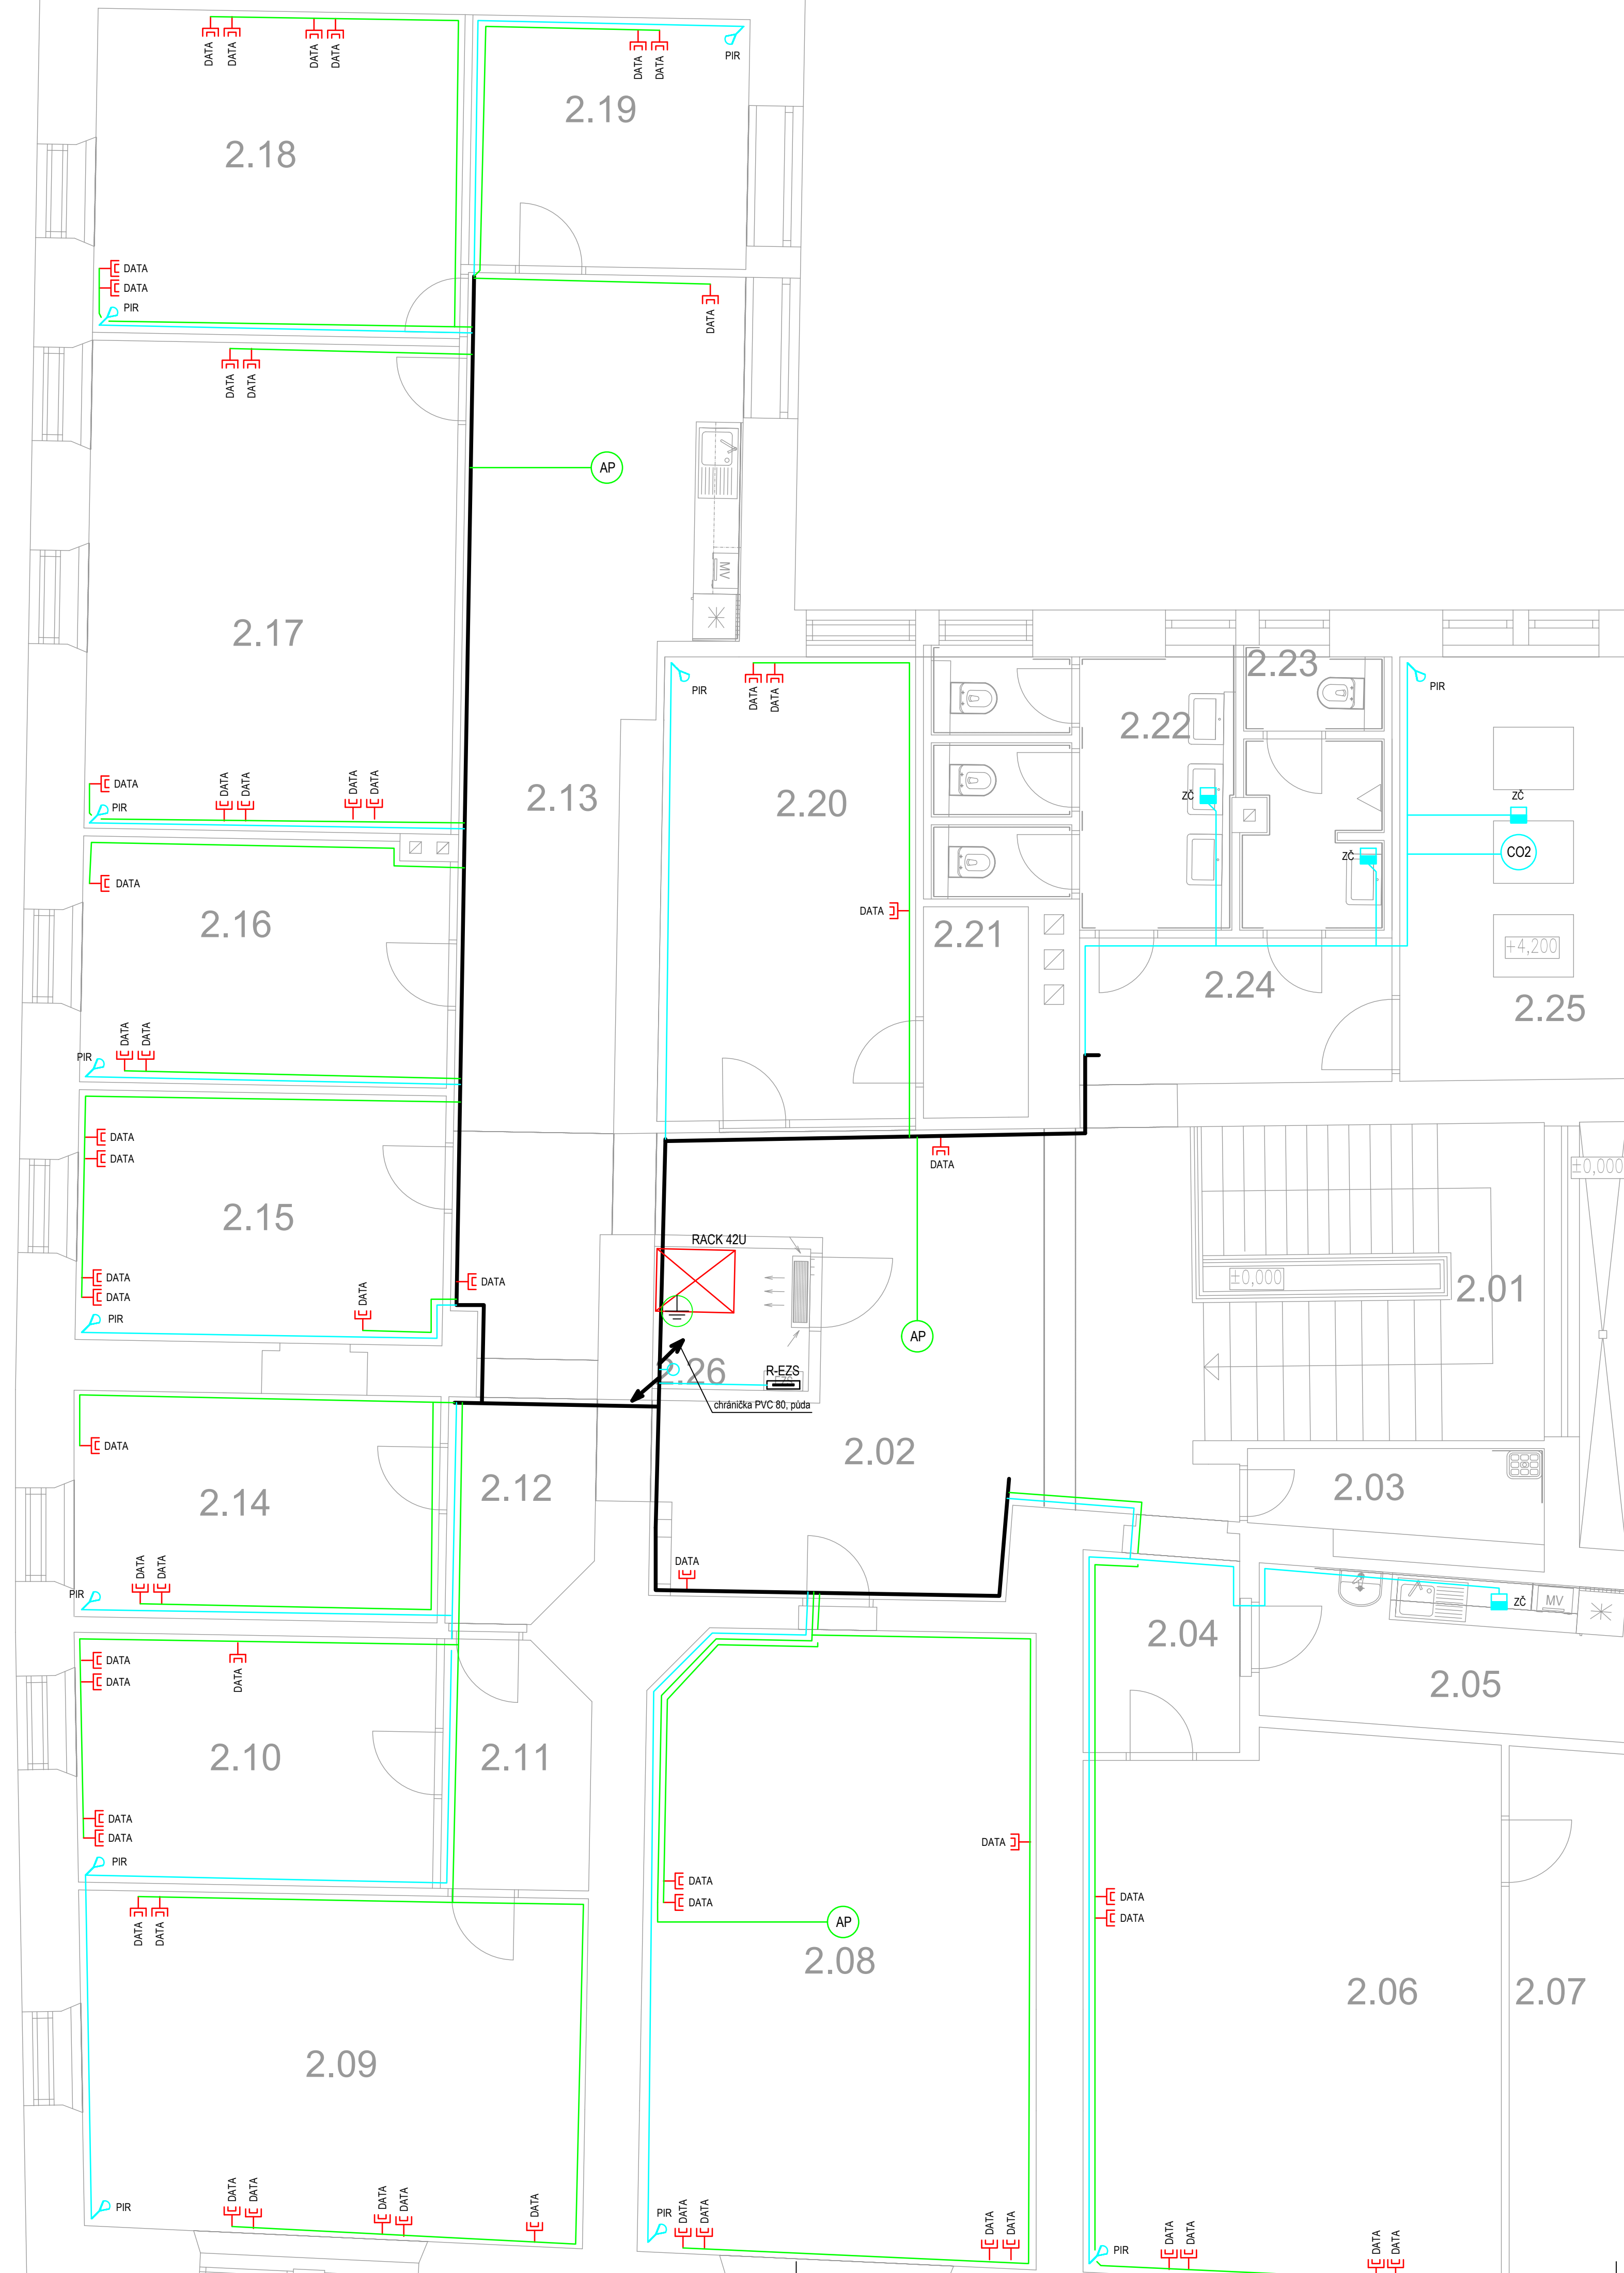 DATA
DATA
DATA
DATA
DATA
DATA
PIR
2.19
2.18
DATA
DATA
PIR
DATA
DATA
DATA
AP
MV
2.17
2.23
PIR
DATA
DATA
PIR
2.22
DATA
DATA
DATA
DATA
DATA
PIR
2.13
2.20
ZČ
ZČ
ZČ
CO2
DATA
2.16
DATA
2.21
+4,200
2.24
2.25
DATA
DATA
PIR
DATA
DATA
DATA
±0,000
2.15
RACK 42U
DATA
DATA
DATA
DATA
PIR
±0,000
2.01
AP
2.26
R-EZS
chránička PVC 80, půda
DATA
2.02
2.12
2.03
2.14
DATA
DATA
PIR
DATA
ZČ
MV
2.04
DATA
DATA
DATA
2.05
2.10
2.11
DATA
DATA
DATA
PIR
DATA
DATA
DATA
DATA
DATA
DATA
AP
2.08
2.06
2.07
2.09
DATA
DATA
DATA
DATA
DATA
PIR
PIR
DATA
DATA
DATA
DATA
PIR
DATA
DATA
DATA
DATA